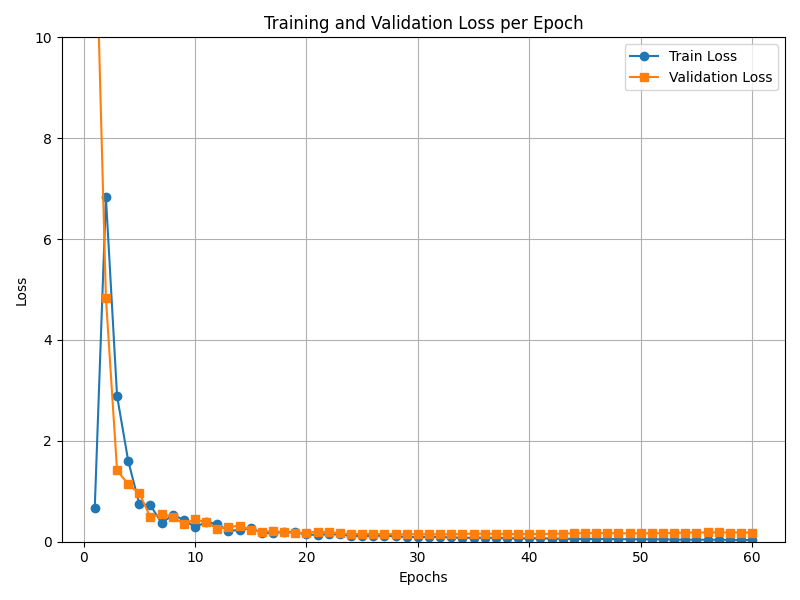 Training and Validation Loss per Epoch
Train Loss
Validation Loss
10
8
6
4
2
0
Loss
0 10 20 30 40 50 60
Epochs